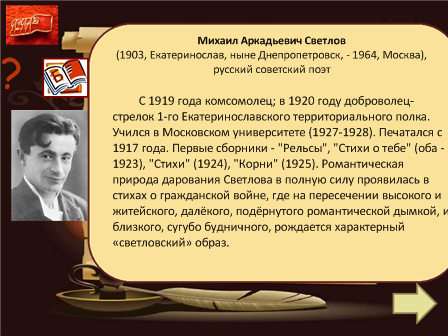 Михаил Аркадьевич Светлов
(1903, Екатеринослав, ныне Днепропетровск, - 1964, Москва),
русский советский поэт
С 1919 года комсомолец; в 1920 году доброволец-
стрелок 1-го Екатеринославского территориального полка.
Учился в Московском университете (1927-1928). Печатался с
1917 года. Первые сборники - "Рельсы", "Стихи о тебе" (оба -
1923), "Стихи" (1924), "Корни" (1925). Романтическая
природа дарования Светлова в полную силу проявилась в
стихах о гражданской войне, где на пересечении высокого и
житейского, далёкого, подёрнутого романтической дымкой, и
близкого, сугубо будничного, рождается характерный
«светловский» образ.
?